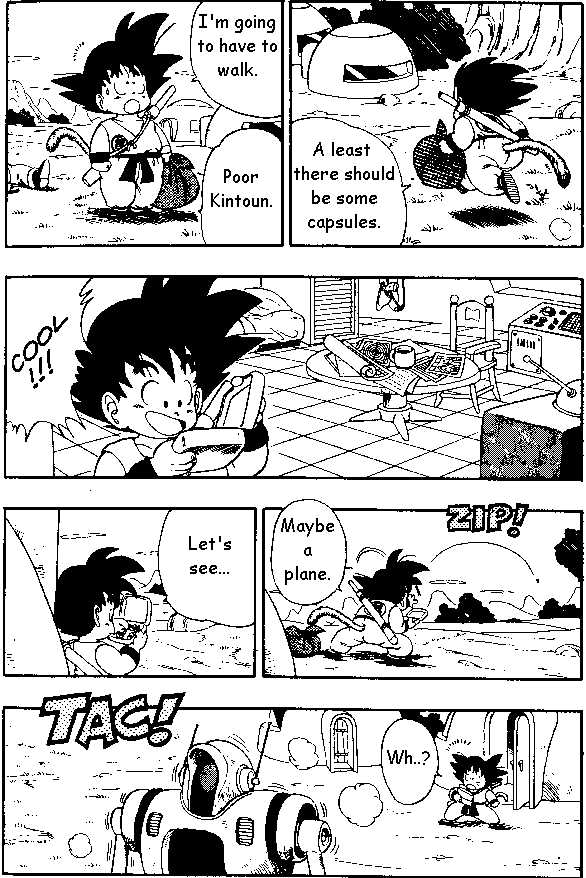 I'm going
to have to
walk.
Poor
Kintoun.
A least
there should
be some
capsules.
COOL
!!!
Let's
see...
Maybe
a
plane.
ZIP!
TAC!
Wh..?